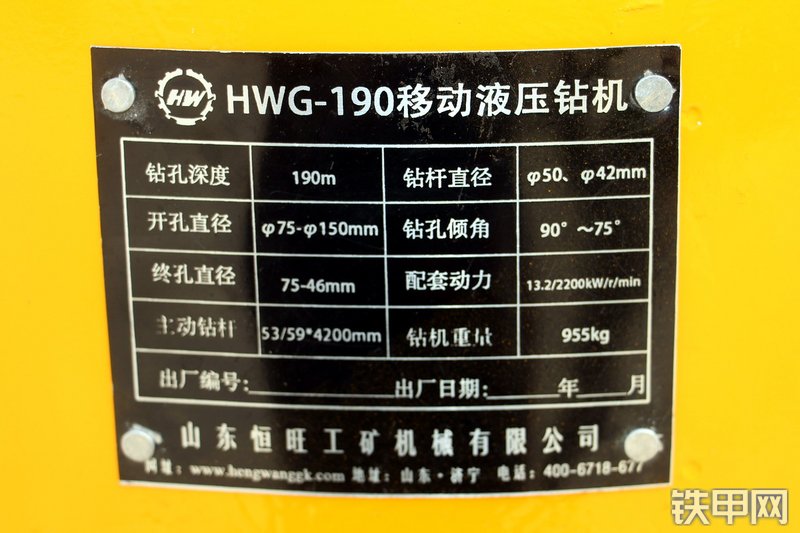 HW HWG-190移动液压钻机
钻孔深度 190m 钻杆直径 φ50、φ42mm
开孔直径 φ75-φ150mm 钻孔倾角 90°～75°
终孔直径 75-46mm 配套动力 13.2/2200kW/r/min
主动钻杆 53/59*4200mm 钻机重量 955kg
出厂编号: 出厂日期: 年 月
山东恒旺工矿机械有限公司
网址: www.hengwanggk.com 地址: 山东·济宁 电话: 400-6718-677
铁甲网